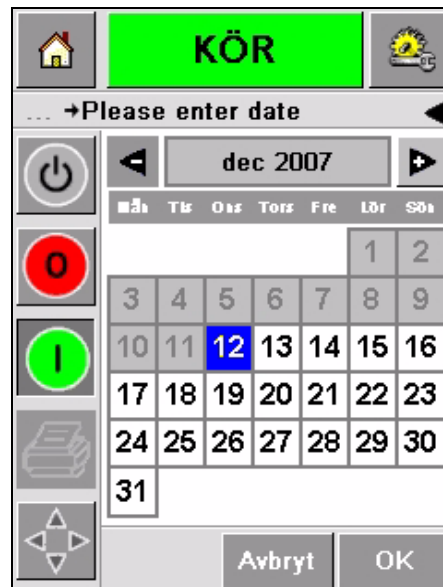 KÖR
... →Please enter date
dec 2007
Mån Tis Ons Tors Fre Lör Sön
1 2
3 4 5 6 7 8 9
O
10 11 12 13 14 15 16
I
17 18 19 20 21 22 23
24 25 26 27 28 29 30
31
Avbryt OK